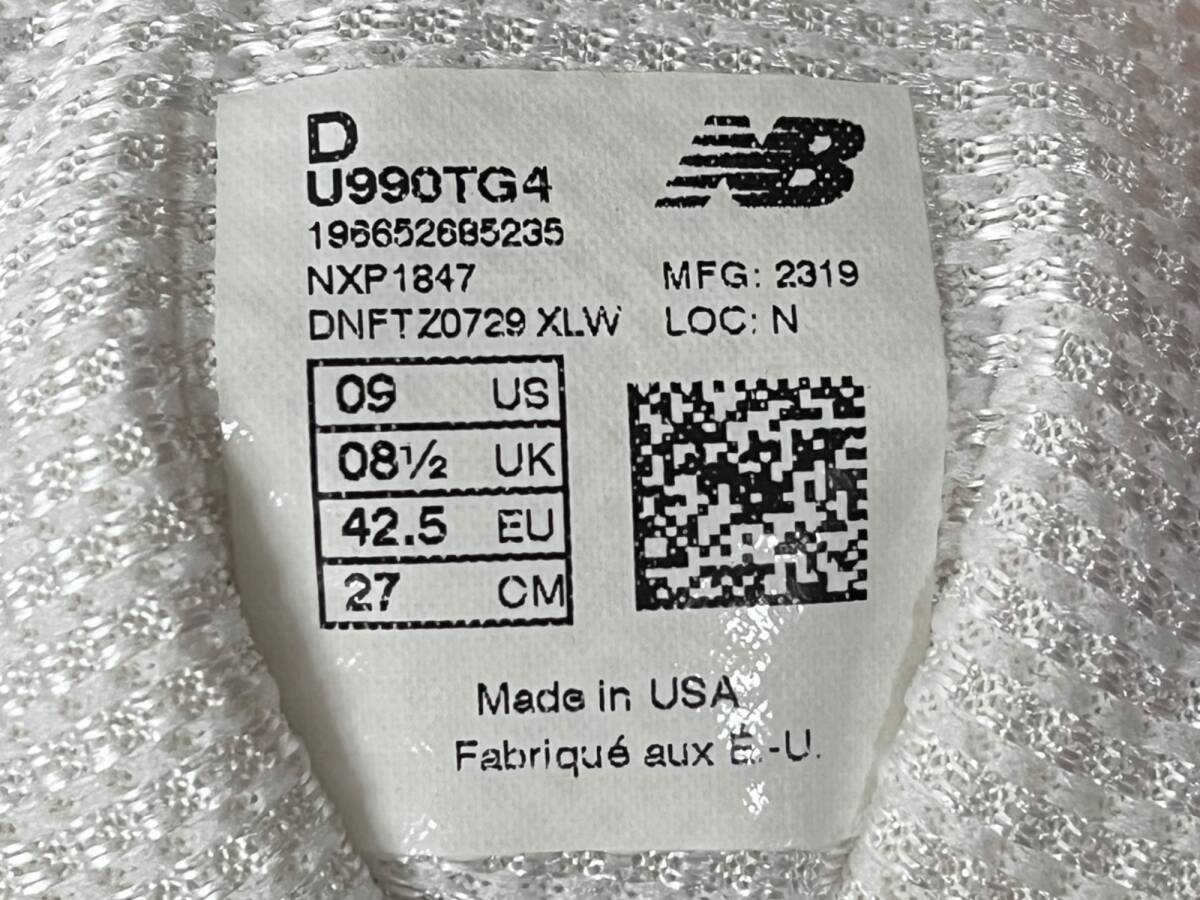 D
U990TG4
NB
196652685235
NXP1847 MFG: 2319
DNFTZ0729 XLW LOC: N
09 US
08½ UK
42.5 EU
27 CM
Made in USA
Fabriqué aux É.-U.